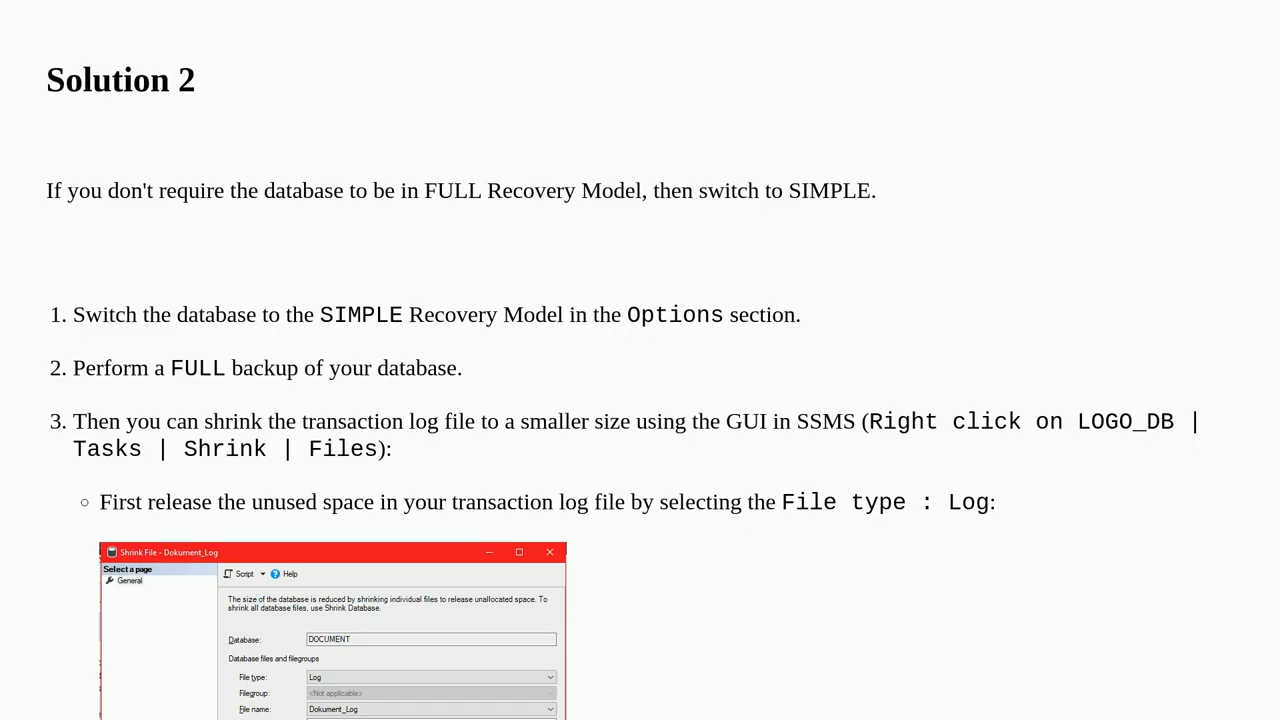 Solution 2
If you don't require the database to be in FULL Recovery Model, then switch to SIMPLE.
1. Switch the database to the SIMPLE Recovery Model in the Options section.
2. Perform a FULL backup of your database.
3. Then you can shrink the transaction log file to a smaller size using the GUI in SSMS (Right click on LOGO_DB |
Tasks | Shrink | Files):
First release the unused space in your transaction log file by selecting the File type : Log:
Shrink File - Dokument_Log
Select a page
General
Script Help
The size of the database is reduced by shrinking individual files to release unallocated space. To
shrink all database files, use Shrink Database.
Database: DOCUMENT
Database files and filegroups
File type: Log
Filegroup: <Not applicable>
File name: Dokument_Log